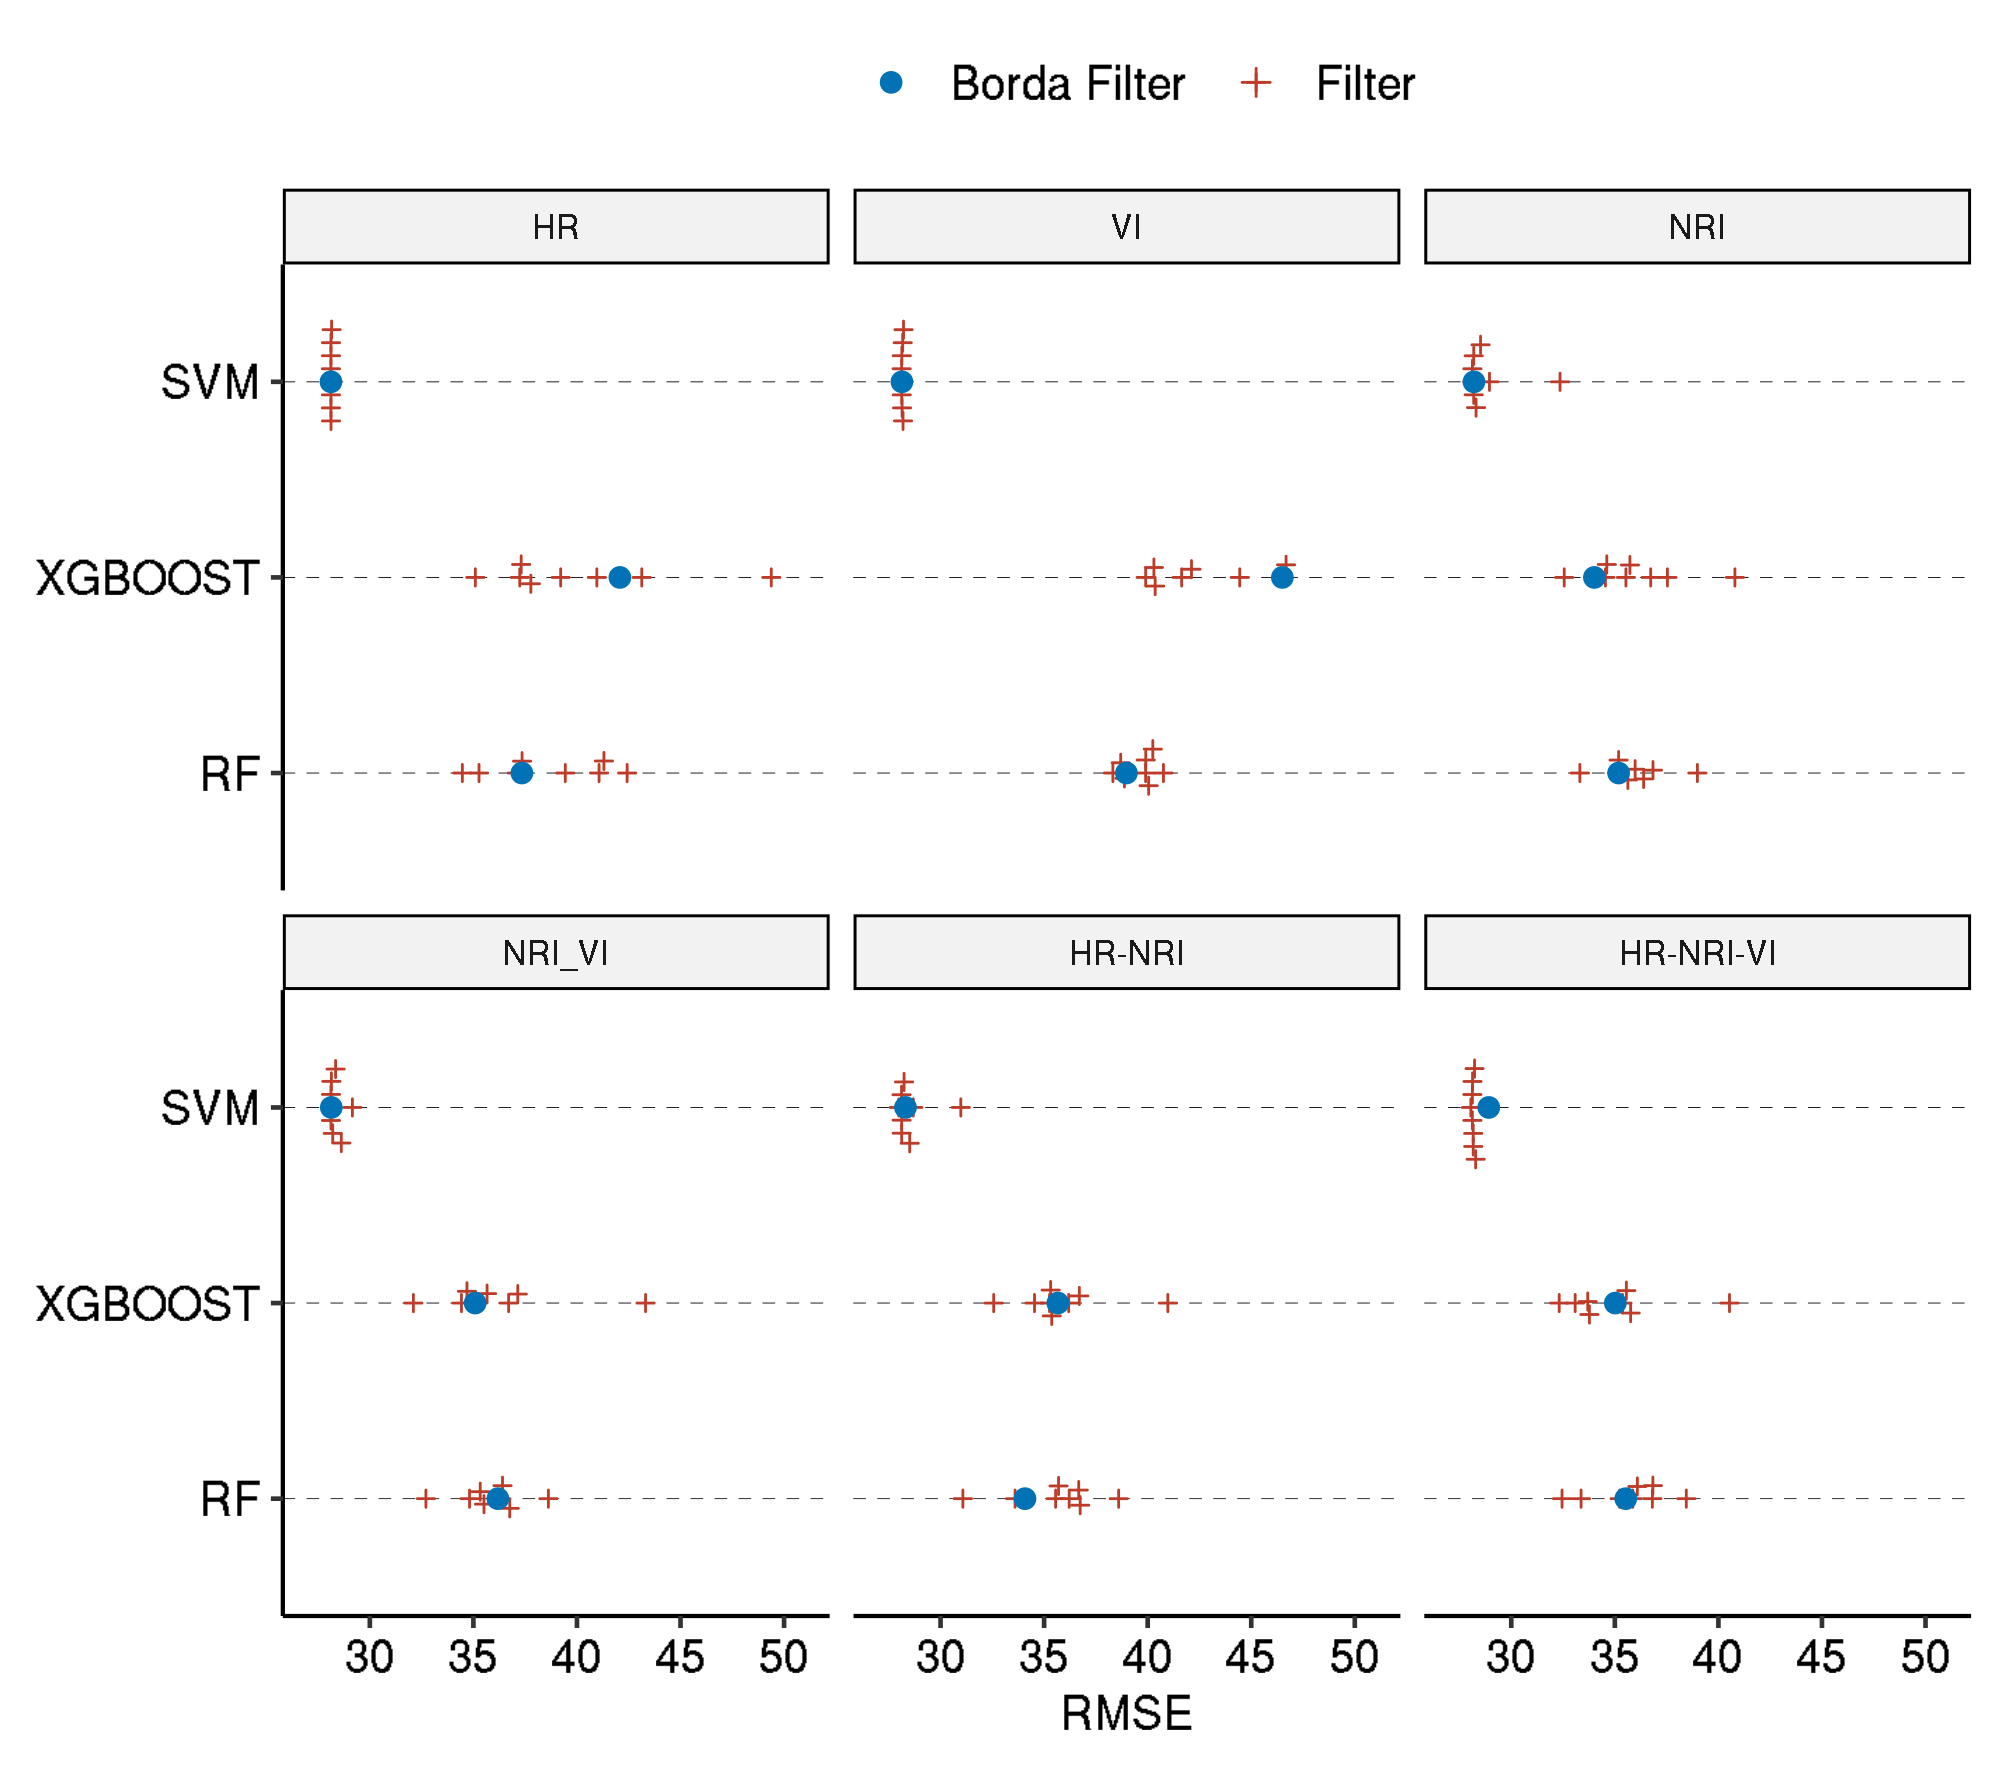 Borda Filter Filter
HR VI NRI
SVM
XGBOOST
RF
NRI_VI HR-NRI HR-NRI-VI
SVM
XGBOOST
RF
30 35 40 45 50 30 35 40 45 50 30 35 40 45 50
RMSE